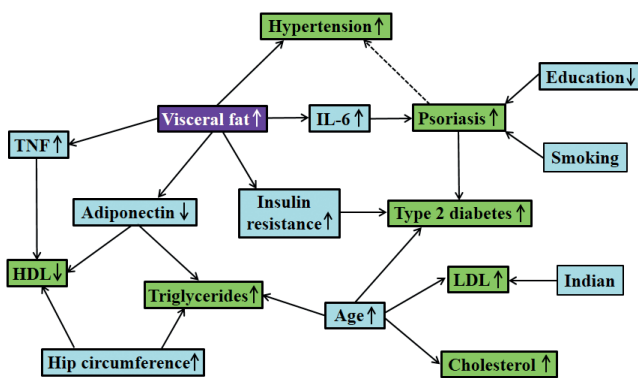 Hypertension ↑
Education ↓
Visceral fat ↑
IL-6 ↑
Psoriasis ↑
TNF ↑
Smoking
Adiponectin ↓
Insulin
resistance ↑
Type 2 diabetes ↑
HDL ↓
Triglycerides ↑
LDL ↑
Indian
Age ↑
Hip circumference ↑
Cholesterol ↑